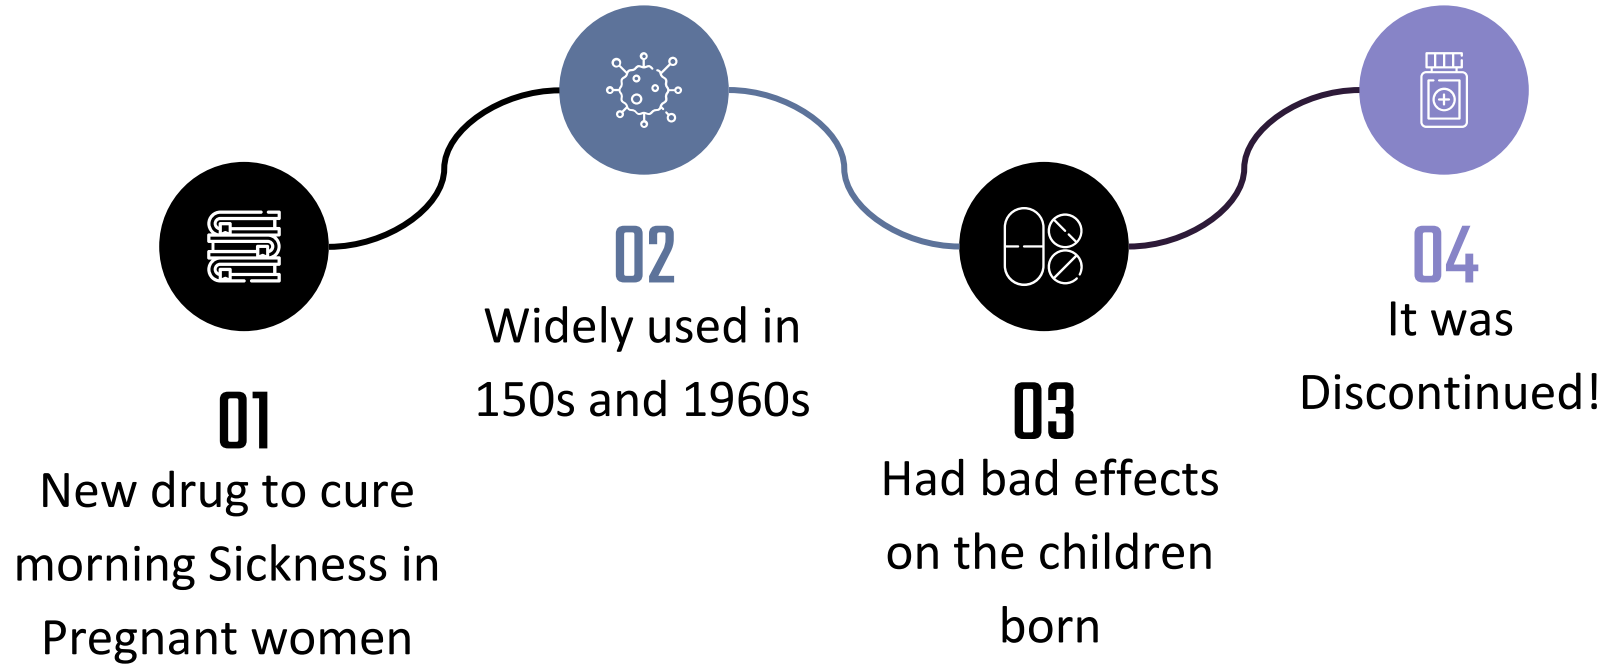 01
New drug to cure
morning Sickness in
Pregnant women
02
Widely used in
150s and 1960s
03
Had bad effects
on the children
born
04
It was
Discontinued!